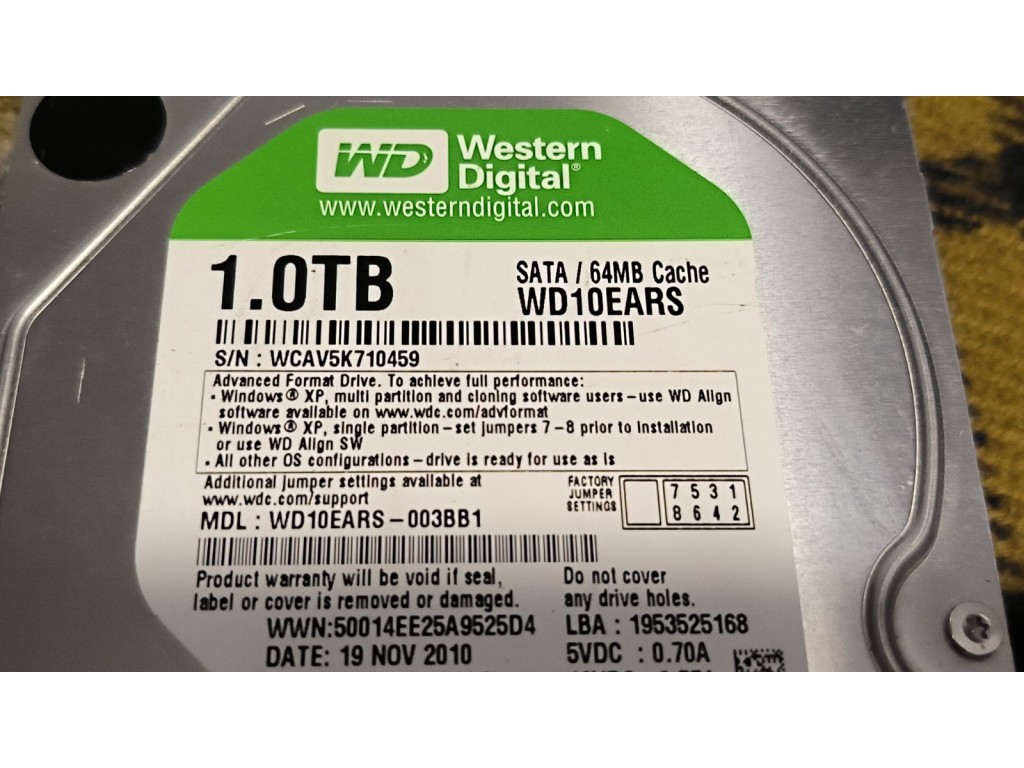 WD Western
Digital®
www.westerndigital.com
1.0TB
SATA / 64MB Cache
WD10EARS
S/N : WCAV5K710459
Advanced Format Drive. To achieve full performance:
• Windows® XP, multi partition and cloning software users - use WD Align
software available on www.wdc.com/advformat
• Windows® XP, single partition - set jumpers 7-8 prior to installation
or use WD Align SW
• All other OS configurations - drive is ready for use as is
Additional jumper settings available at
www.wdc.com/support
FACTORY
JUMPER
SETTINGS
7 5 3 1
8 6 4 2
MDL : WD10EARS-003BB1
Product warranty will be void if seal,
label or cover is removed or damaged.
Do not cover
any drive holes.
WWN:50014EE25A9525D4
LBA : 1953525168
DATE: 19 NOV 2010
5VDC : 0.70A